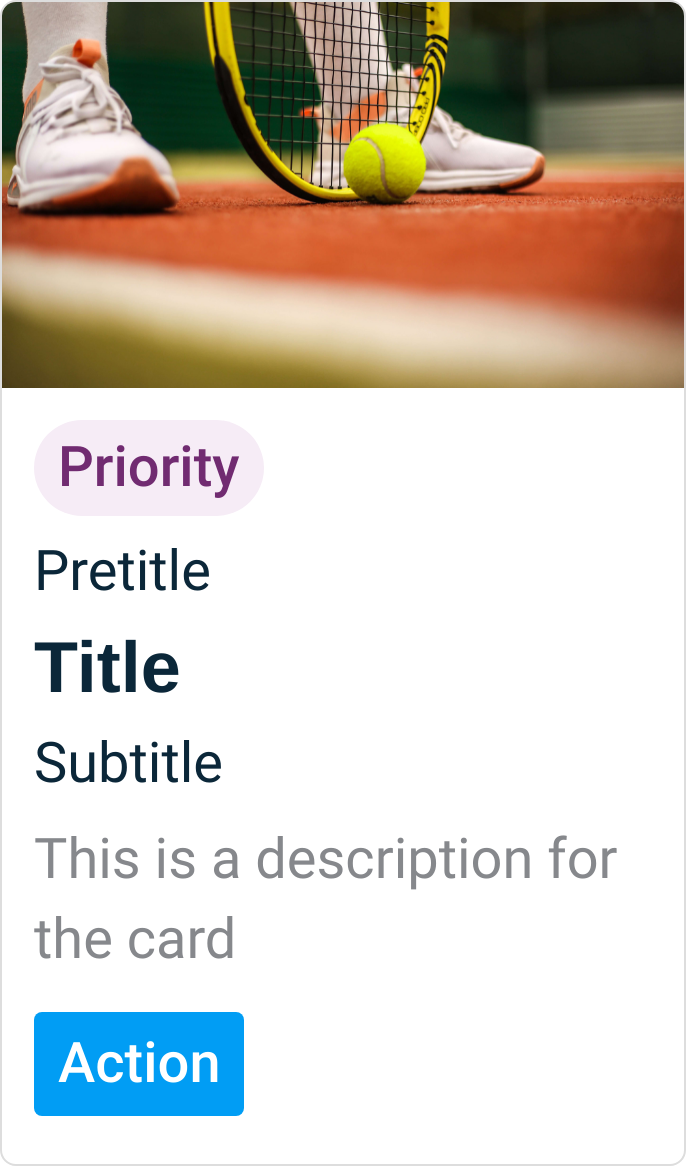 Priority
Pretitle
Title
Subtitle
This is a description for
the card
Action